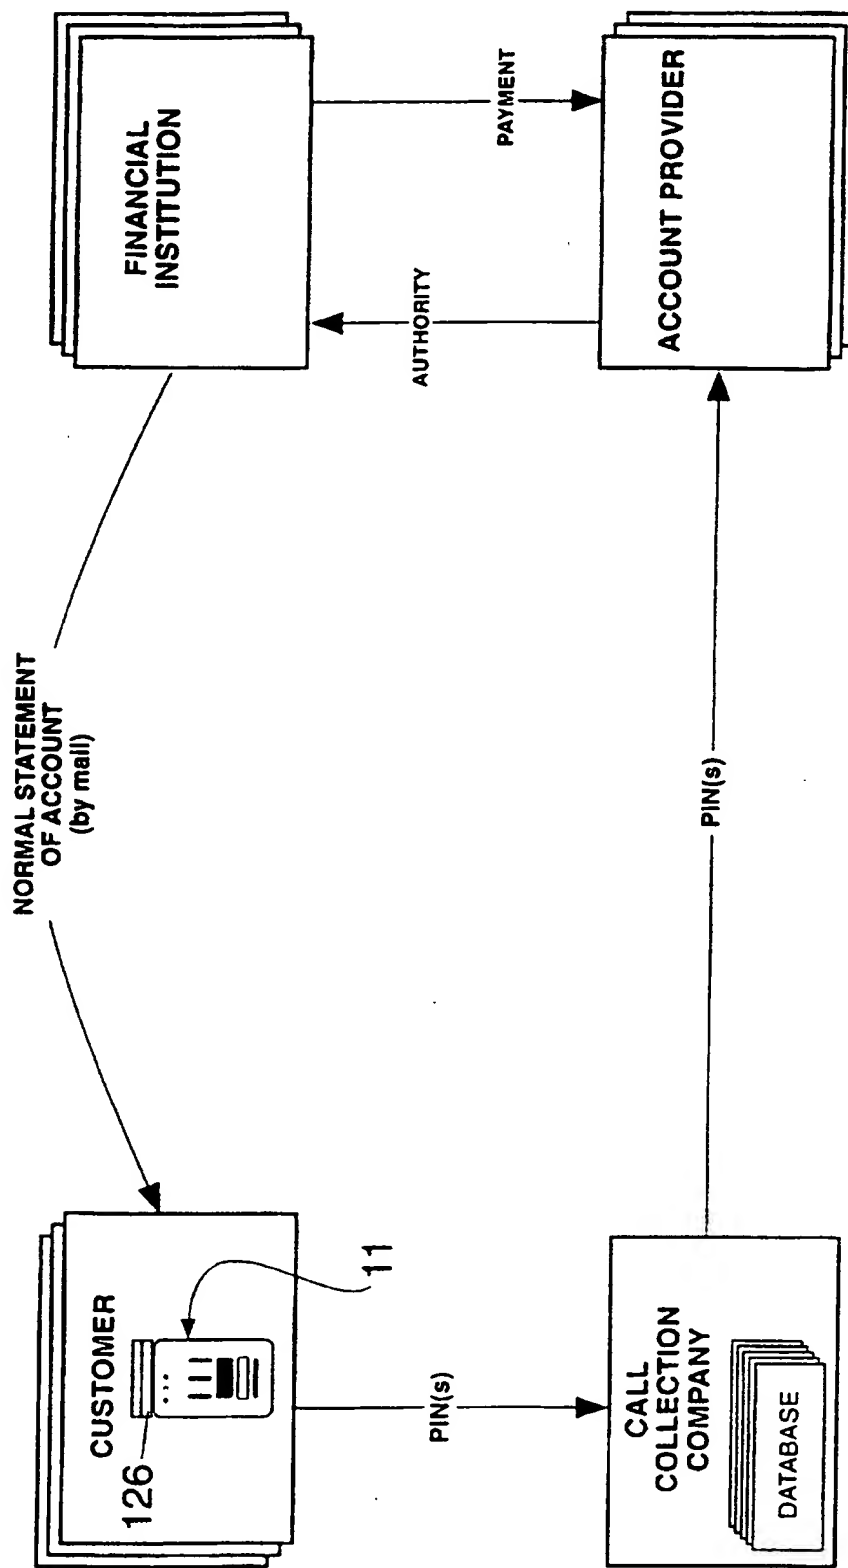 NORMAL STATEMENT
OF ACCOUNT
(by mail)
CUSTOMER
126
11
FINANCIAL
INSTITUTION
PIN(s)
AUTHORITY
PAYMENT
CALL
COLLECTION
COMPANY
DATABASE
PIN(s)
ACCOUNT PROVIDER